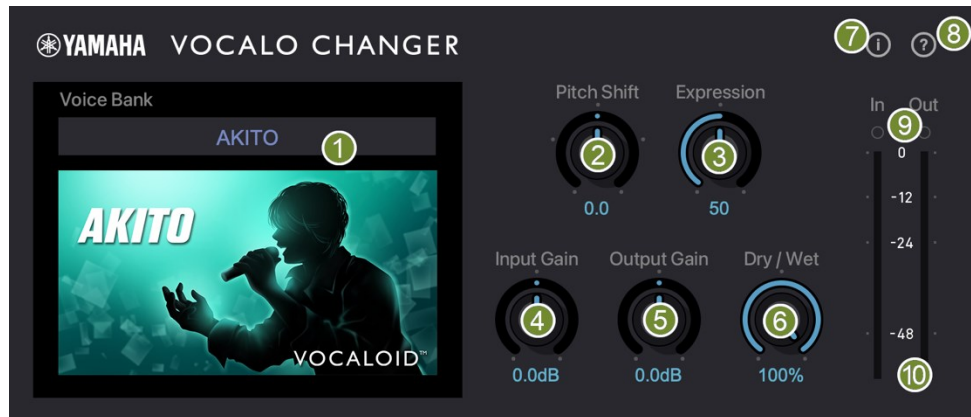 YAMAHA VOCALO CHANGER
7
i
?
8
Voice Bank
AKITO
1
AKITO
VOCALOID™
Pitch Shift
Expression
2
3
0.0
50
Input Gain
Output Gain
Dry / Wet
4
5
6
0.0dB
0.0dB
100%
In
Out
9
0
-12
-24
-48
10